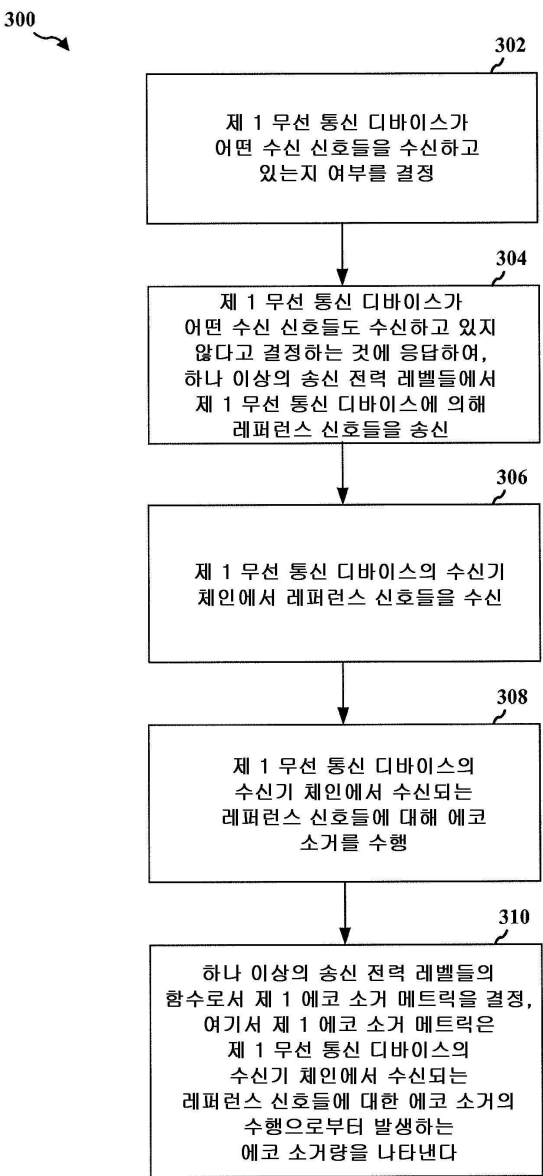 300
302
제 1 무선 통신 디바이스가
어떤 수신 신호들을 수신하고
있는지 여부를 결정
304
제 1 무선 통신 디바이스가
어떤 수신 신호들도 수신하고 있지
않다고 결정하는 것에 응답하여,
하나 이상의 송신 전력 레벨들에서
제 1 무선 통신 디바이스에 의해
레퍼런스 신호들을 송신
306
제 1 무선 통신 디바이스의 수신기
체인에서 레퍼런스 신호들을 수신
308
제 1 무선 통신 디바이스의
수신기 체인에서 수신되는
레퍼런스 신호들에 대해 에코
소거를 수행
310
하나 이상의 송신 전력 레벨들의
함수로서 제 1 에코 소거 메트릭을 결정,
여기서 제 1 에코 소거 메트릭은
제 1 무선 통신 디바이스의
수신기 체인에서 수신되는
레퍼런스 신호들에 대한 에코 소거의
수행으로부터 발생하는
에코 소거량을 나타낸다